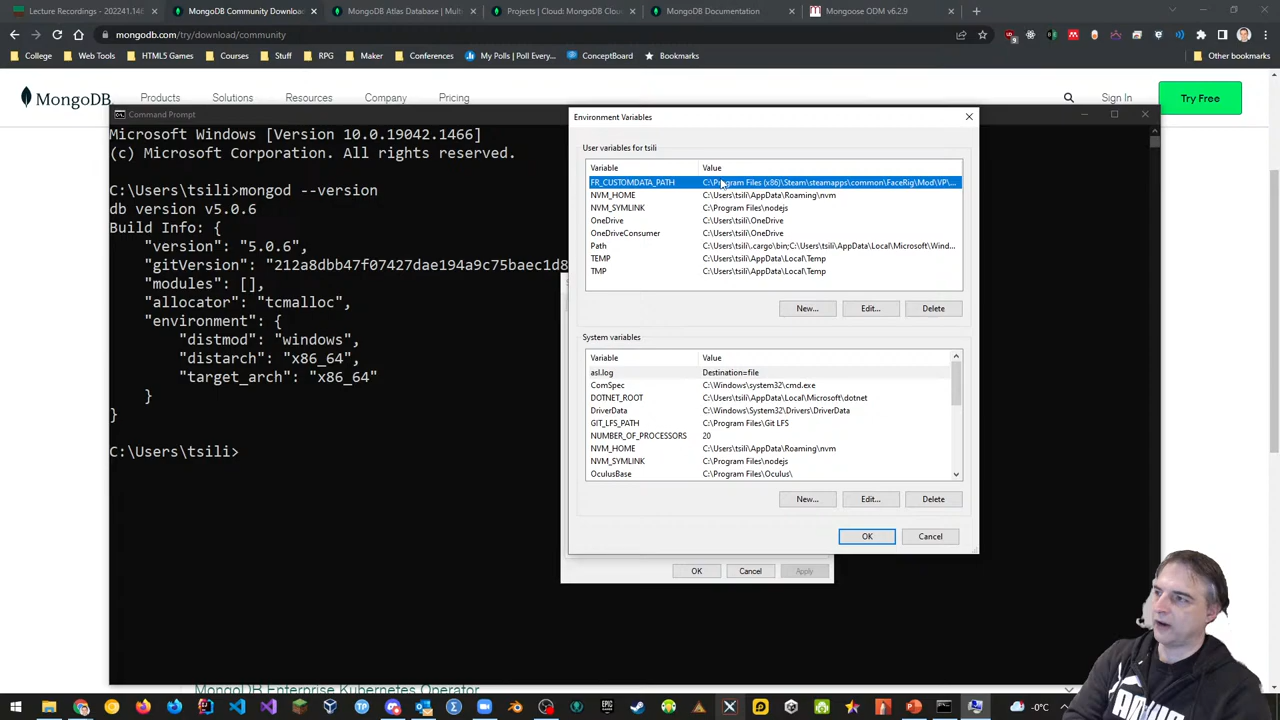 Lecture Recordings - 202241.148
MongoDB Community Download
MongoDB Atlas Database | Multi
Projects | Cloud: MongoDB Cloud
MongoDB Documentation
Mongoose ODM v6.2.9
mongodb.com/try/download/community
College
Web Tools
HTML5 Games
Courses
Stuff
RPG
Maker
Conferences
My Polls | Poll Every...
ConceptBoard
Bookmarks
Other bookmarks
MongoDB.
Products
Solutions
Resources
Company
Pricing
Sign In
Try Free
Command Prompt
Microsoft Windows [Version 10.0.19042.1466]
(c) Microsoft Corporation. All rights reserved.
C:\Users\tsili>mongod --version
db version v5.0.6
Build Info: {
"version": "5.0.6",
"gitVersion": "212a8dbb47f07427dae194a9c75baec1d8
"modules": [],
"allocator": "tcmalloc",
"environment": {
"distmod": "windows",
"distarch": "x86_64",
"target_arch": "x86_64"
}
}
C:\Users\tsili>
Environment Variables
User variables for tsili
Variable Value
FR_CUSTOMDATA_PATH C:\Program Files (x86)\Steam\steamapps\common\FaceRig\Mod\VP\...
NVM_HOME C:\Users\tsili\AppData\Roaming\nvm
NVM_SYMLINK C:\Program Files\nodejs
OneDrive C:\Users\tsili\OneDrive
OneDriveConsumer C:\Users\tsili\OneDrive
Path C:\Users\tsili\.cargo\bin;C:\Users\tsili\AppData\Local\Microsoft\Wind...
TEMP C:\Users\tsili\AppData\Local\Temp
TMP C:\Users\tsili\AppData\Local\Temp
New... Edit... Delete
System variables
Variable Value
asl.log Destination=file
ComSpec C:\Windows\system32\cmd.exe
DOTNET_ROOT C:\Users\tsili\AppData\Local\Microsoft\dotnet
DriverData C:\Windows\System32\Drivers\DriverData
GIT_LFS_PATH C:\Program Files\Git LFS
NUMBER_OF_PROCESSORS 20
NVM_HOME C:\Users\tsili\AppData\Roaming\nvm
NVM_SYMLINK C:\Program Files\nodejs
OculusBase C:\Program Files\Oculus\
New... Edit... Delete
OK Cancel
OK Cancel Apply
MongoDB Enterprise Kubernetes Operator
-0°C